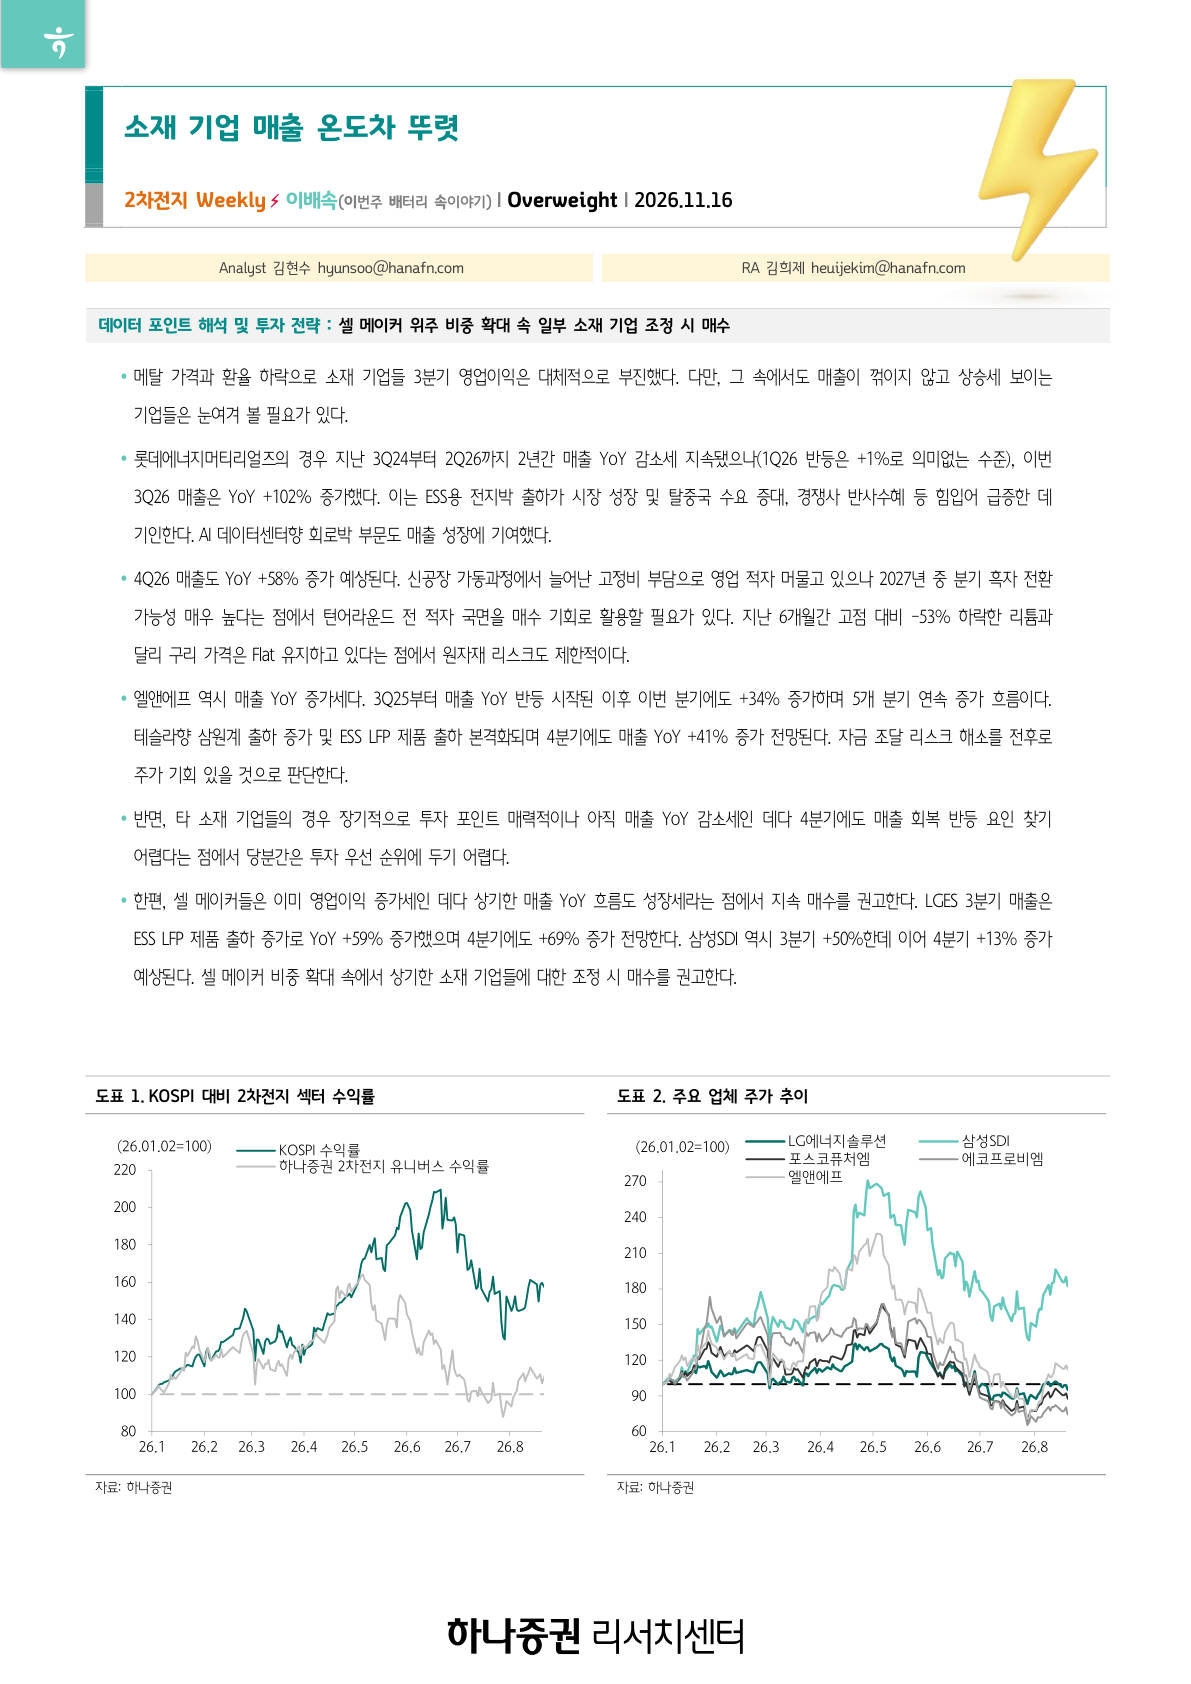 소재 기업 매출 온도차 뚜렷
2차전지 Weekly⚡이배속(이번주 배터리 속이야기) l Overweight l 2026.11.16
Analyst 김현수 hyunsoo@hanafn.com
RA 김희제 heuijekim@hanafn.com
데이터 포인트 해석 및 투자 전략 : 셀 메이커 위주 비중 확대 속 일부 소재 기업 조정 시 매수
• 메탈 가격과 환율 하락으로 소재 기업들 3분기 영업이익은 대체적으로 부진했다. 다만, 그 속에서도 매출이 꺾이지 않고 상승세 보이는
기업들은 눈여겨 볼 필요가 있다.
• 롯데에너지머티리얼즈의 경우 지난 3Q24부터 2Q26까지 2년간 매출 YoY 감소세 지속됐으나(1Q26 반등은 +1%로 의미없는 수준), 이번
3Q26 매출은 YoY +102% 증가했다. 이는 ESS용 전지박 출하가 시장 성장 및 탈중국 수요 증대, 경쟁사 반사수혜 등 힘입어 급증한 데
기인한다. AI 데이터센터향 회로박 부문도 매출 성장에 기여했다.
• 4Q26 매출도 YoY +58% 증가 예상된다. 신공장 가동과정에서 늘어난 고정비 부담으로 영업 적자 머물고 있으나 2027년 중 분기 흑자 전환
가능성 매우 높다는 점에서 턴어라운드 전 적자 국면을 매수 기회로 활용할 필요가 있다. 지난 6개월간 고점 대비 -53% 하락한 리튬과
달리 구리 가격은 Flat 유지하고 있다는 점에서 원자재 리스크도 제한적이다.
• 엘앤에프 역시 매출 YoY 증가세다. 3Q25부터 매출 YoY 반등 시작된 이후 이번 분기에도 +34% 증가하며 5개 분기 연속 증가 흐름이다.
테슬라향 삼원계 출하 증가 및 ESS LFP 제품 출하 본격화되며 4분기에도 매출 YoY +41% 증가 전망된다. 자금 조달 리스크 해소를 전후로
주가 기회 있을 것으로 판단한다.
• 반면, 타 소재 기업들의 경우 장기적으로 투자 포인트 매력적이나 아직 매출 YoY 감소세인 데다 4분기에도 매출 회복 반등 요인 찾기
어렵다는 점에서 당분간은 투자 우선 순위에 두기 어렵다.
• 한편, 셀 메이커들은 이미 영업이익 증가세인 데다 상기한 매출 YoY 흐름도 성장세라는 점에서 지속 매수를 권고한다. LGES 3분기 매출은
ESS LFP 제품 출하 증가로 YoY +59% 증가했으며 4분기에도 +69% 증가 전망한다. 삼성SDI 역시 3분기 +50%한데 이어 4분기 +13% 증가
예상된다. 셀 메이커 비중 확대 속에서 상기한 소재 기업들에 대한 조정 시 매수를 권고한다.
도표 1. KOSPI 대비 2차전지 섹터 수익률
(26.01.02=100)
KOSPI 수익률
하나증권 2차전지 유니버스 수익률
220
200
180
160
140
120
100
80
26.1 26.2 26.3 26.4 26.5 26.6 26.7 26.8
자료: 하나증권
도표 2. 주요 업체 주가 추이
(26.01.02=100)
LG에너지솔루션 삼성SDI
포스코퓨처엠 에코프로비엠
엘앤에프
270
240
210
180
150
120
90
60
26.1 26.2 26.3 26.4 26.5 26.6 26.7 26.8
자료: 하나증권
하나증권 리서치센터